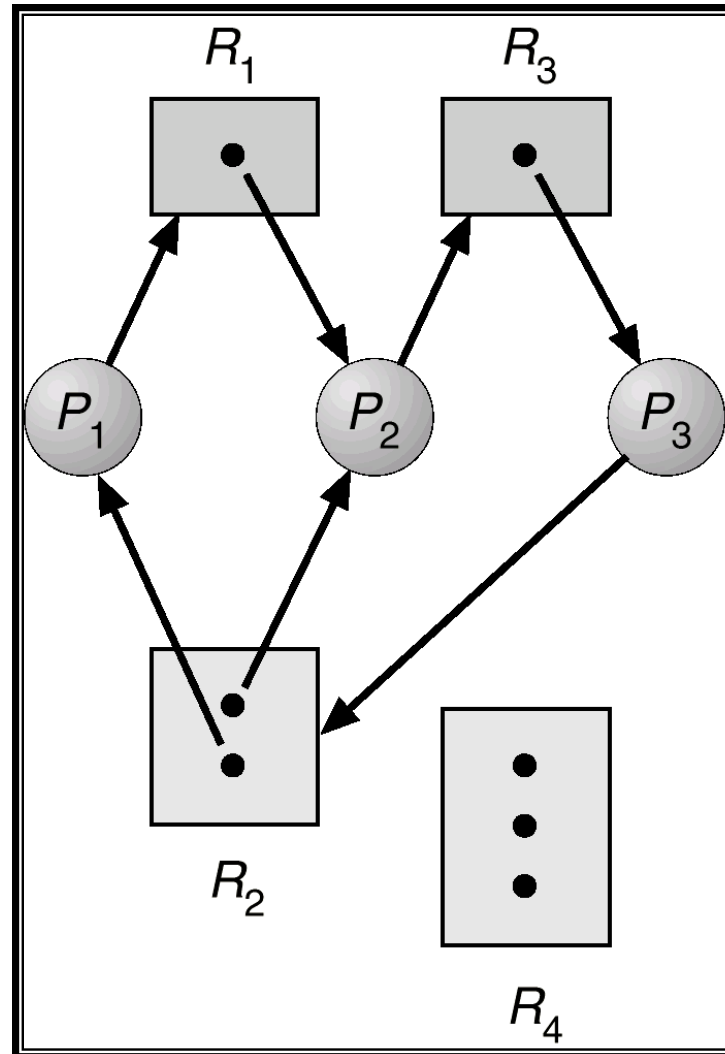 R₁ R₃
P₁ P₂ P₃
R₂
R₄